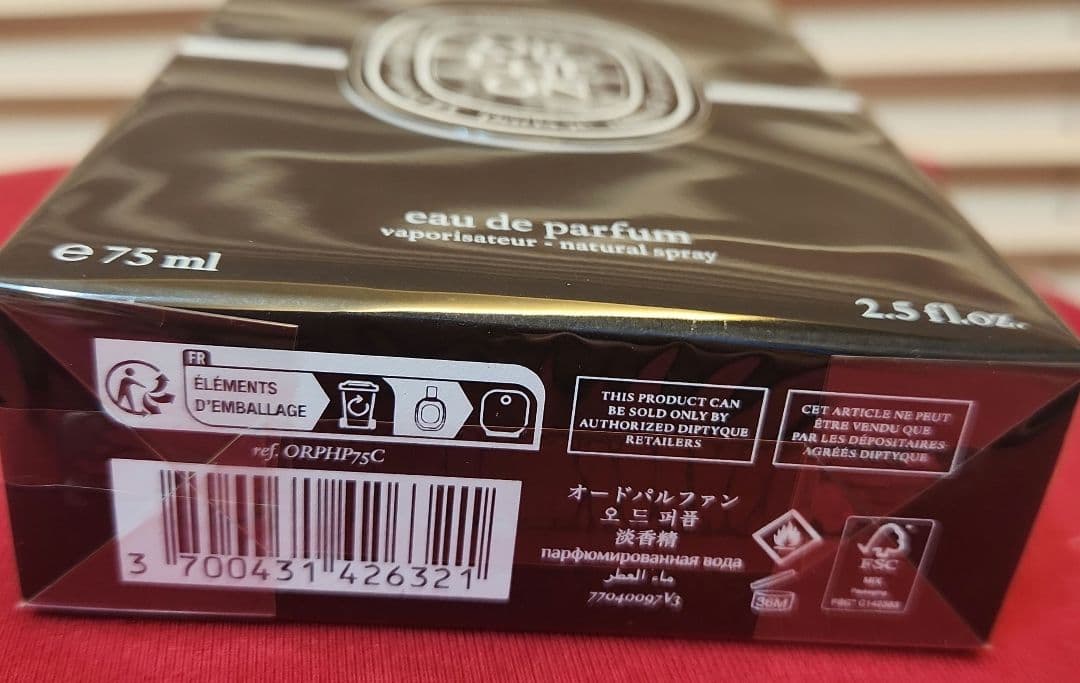 eau de parfum
vaporisateur - natural spray
e 75 ml
2.5 fl.oz.
FR
ÉLÉMENTS
D'EMBALLAGE
ref. ORPHP75C
3 700431 426321
THIS PRODUCT CAN
BE SOLD ONLY BY
AUTHORIZED DIPTYQUE
RETAILERS
CET ARTICLE NE PEUT
ÊTRE VENDU QUE
PAR LES DÉPOSITAIRES
AGRÉÉS DIPTYQUE
オードパルファン
오 드 퍼퓸
淡香精
парфюмированная вода
ماء العطر
77040097V3
36M
FSC
MIX
Packaging